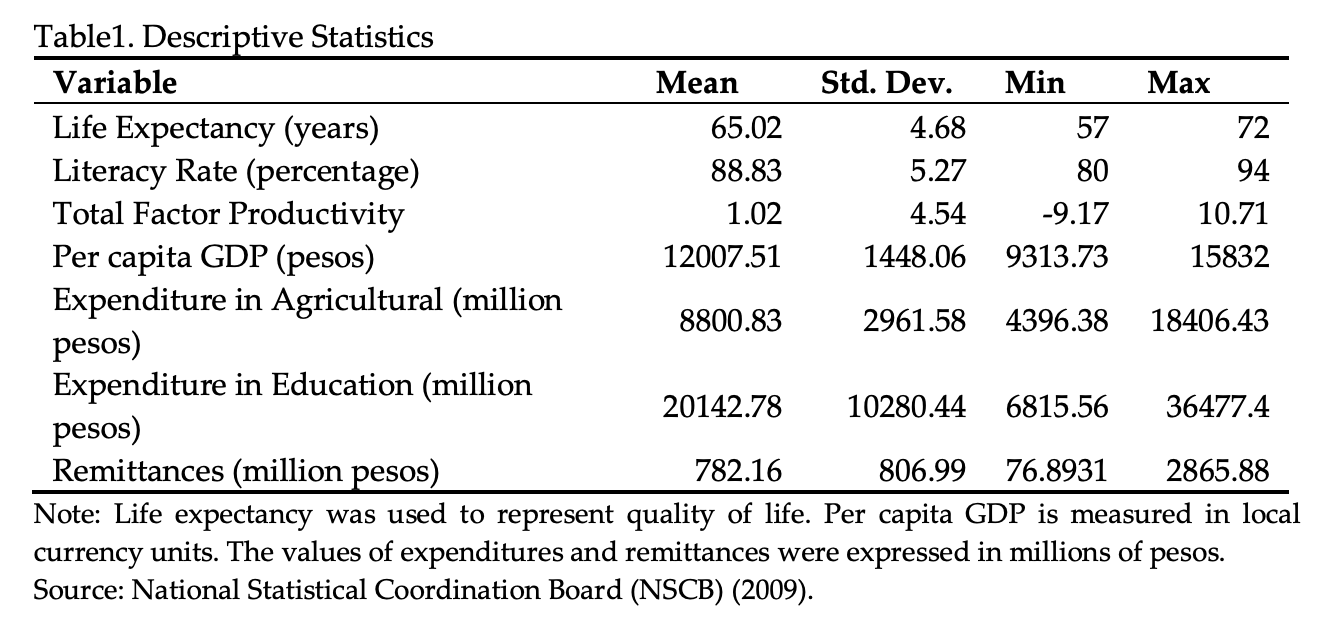 Table1. Descriptive Statistics
Variable Mean Std. Dev. Min Max
Life Expectancy (years) 65.02 4.68 57 72
Literacy Rate (percentage) 88.83 5.27 80 94
Total Factor Productivity 1.02 4.54 -9.17 10.71
Per capita GDP (pesos) 12007.51 1448.06 9313.73 15832
Expenditure in Agricultural (million
pesos) 8800.83 2961.58 4396.38 18406.43
Expenditure in Education (million
pesos) 20142.78 10280.44 6815.56 36477.4
Remittances (million pesos) 782.16 806.99 76.8931 2865.88
Note: Life expectancy was used to represent quality of life. Per capita GDP is measured in local
currency units. The values of expenditures and remittances were expressed in millions of pesos.
Source: National Statistical Coordination Board (NSCB) (2009).